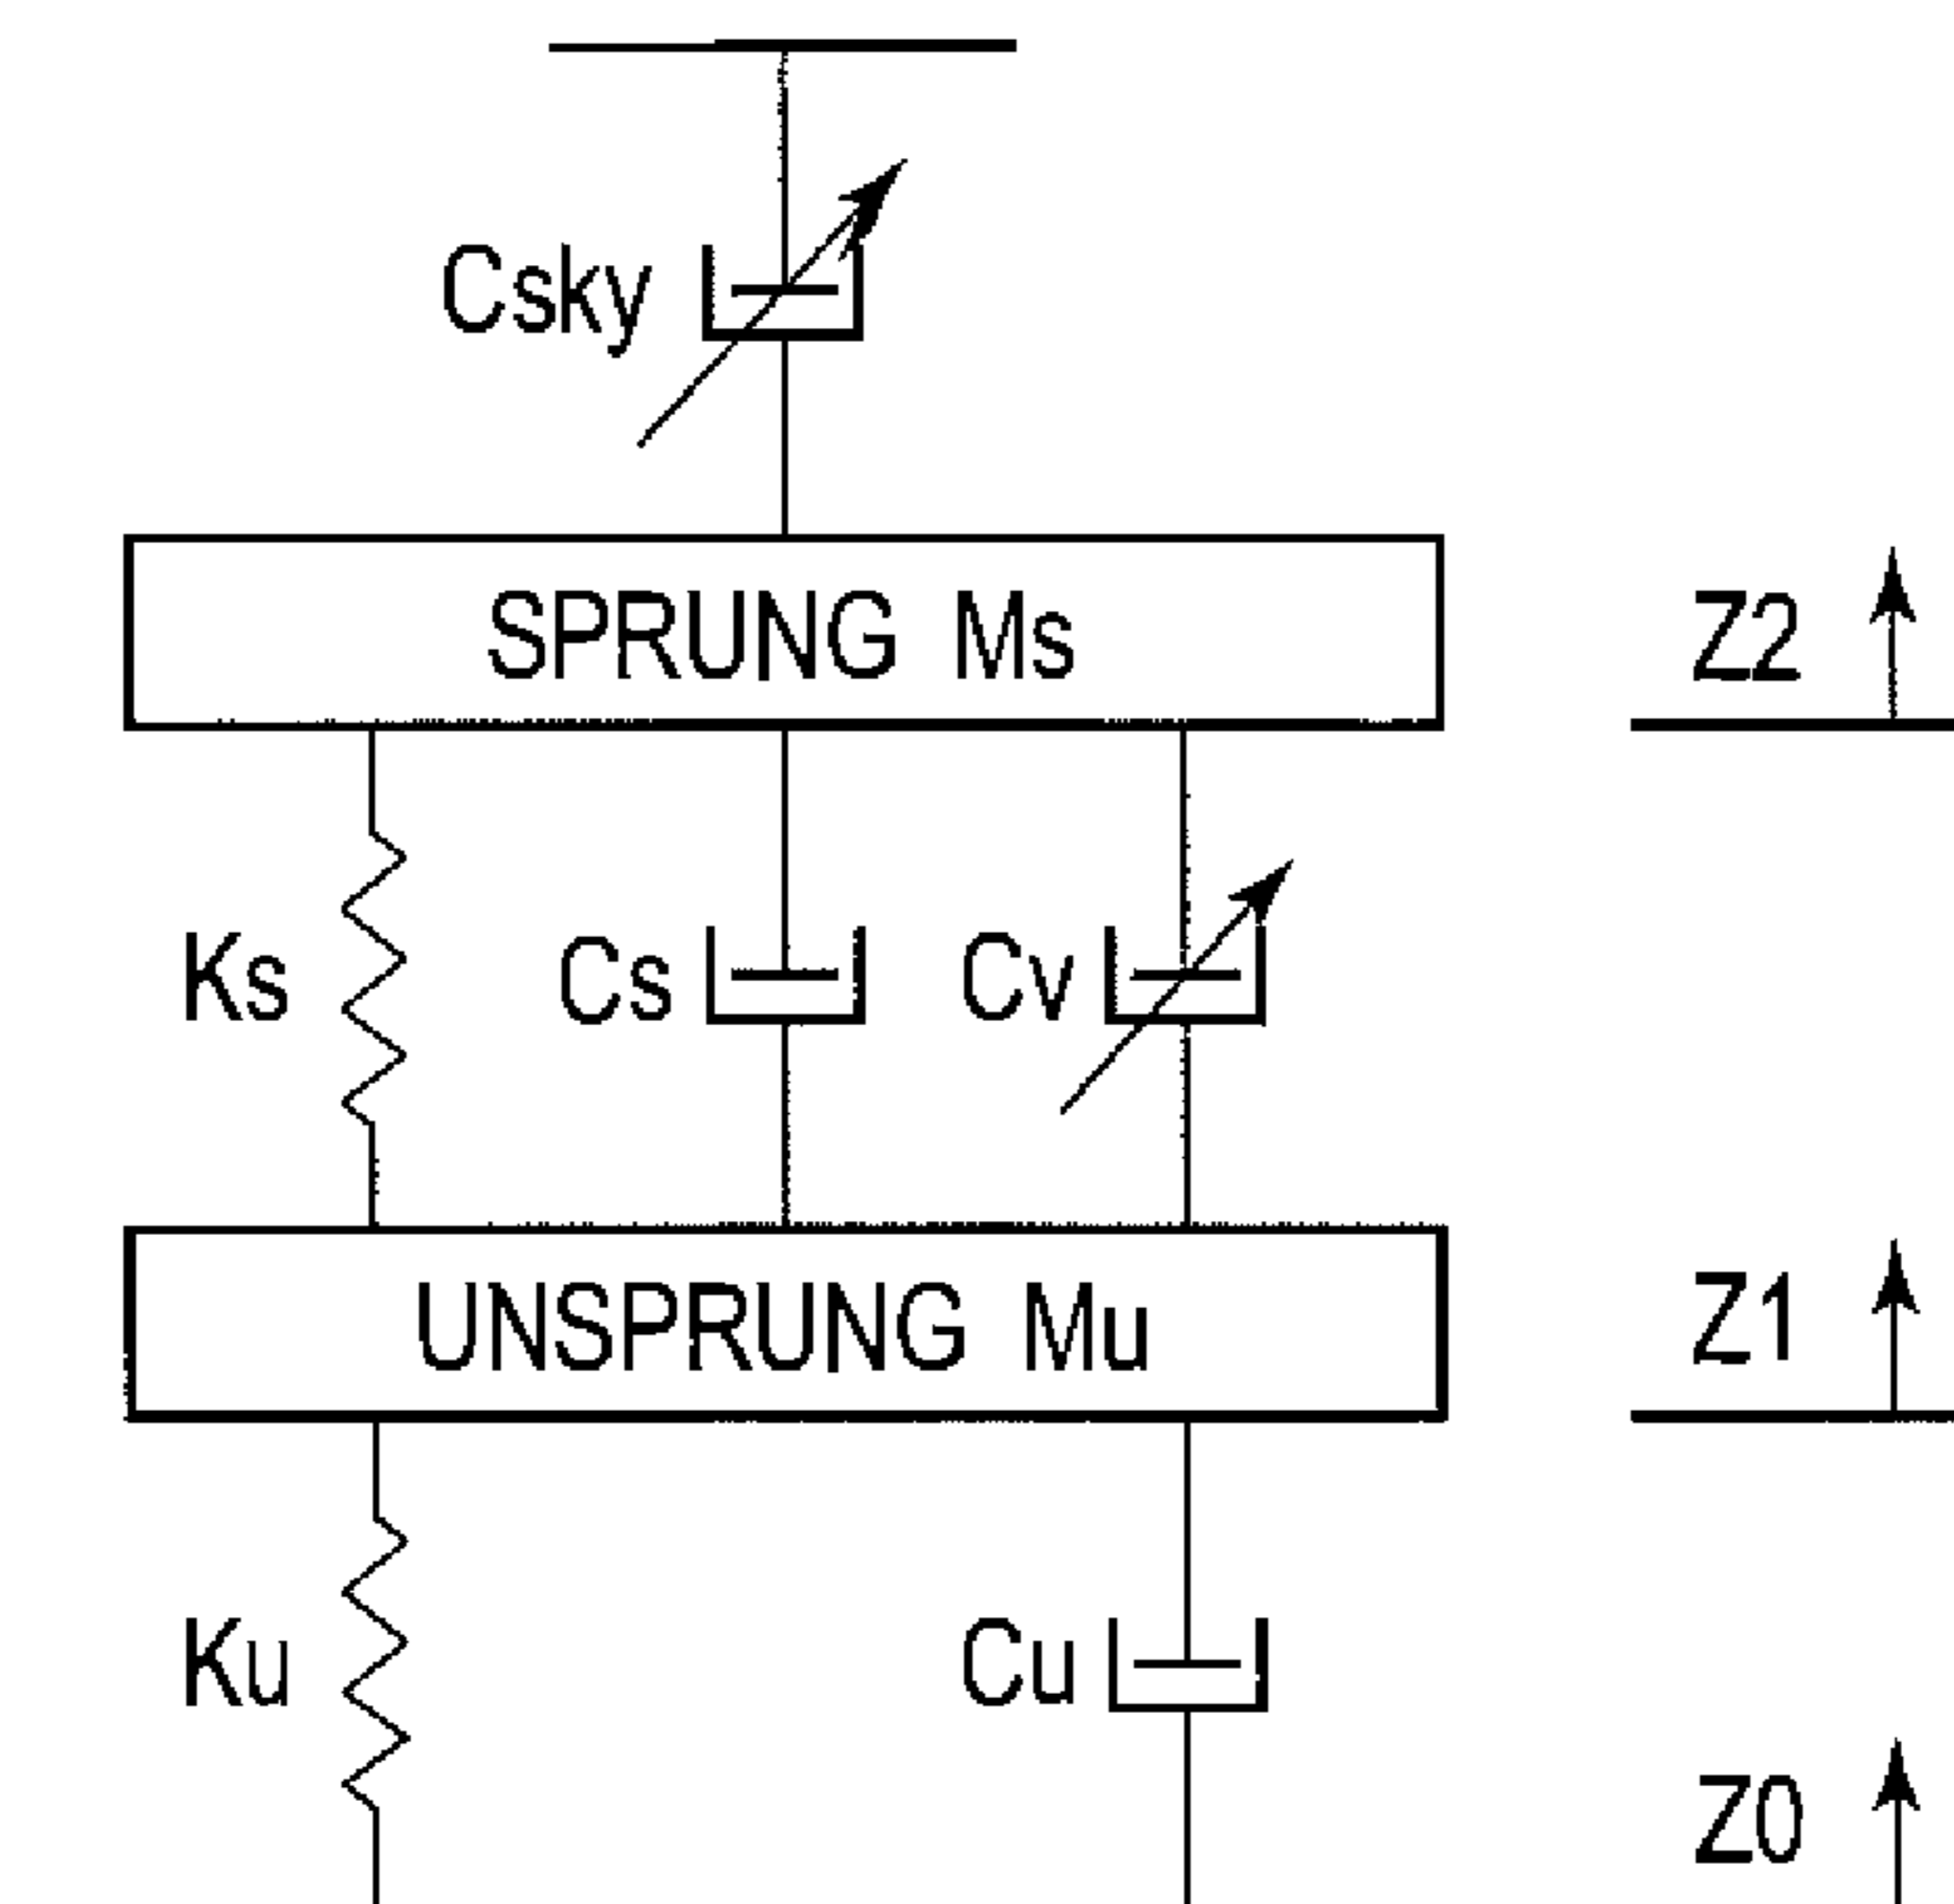 Csky
SPRUNG Ms
Z2
Ks
Cs
Cv
UNSPRUNG Mu
Z1
Ku
Cu
Z0